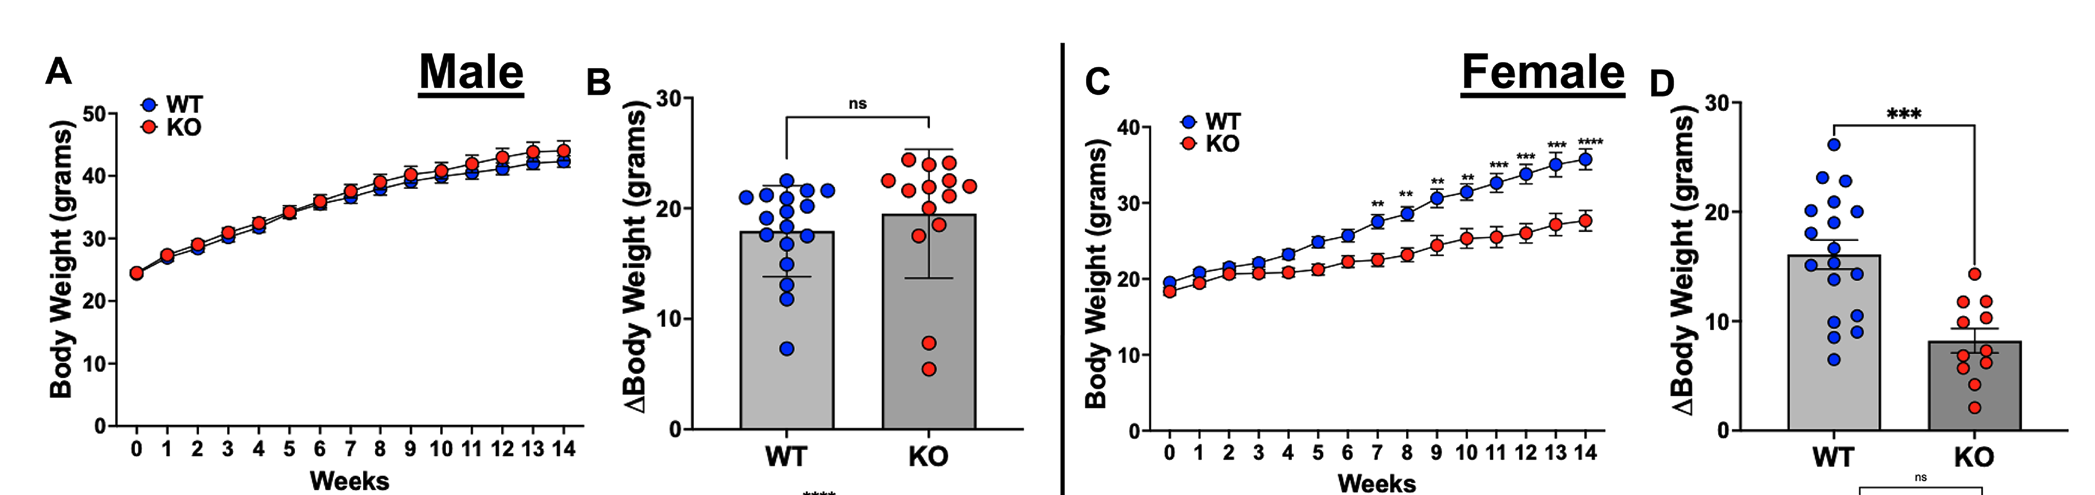 A
Male
WT
KO
Body Weight (grams)
50
40
30
20
10
0
0 1 2 3 4 5 6 7 8 9 10 11 12 13 14
Weeks
B
ΔBody Weight (grams)
30
20
10
0
ns
WT KO
****
C
Female
WT
KO
Body Weight (grams)
40
30
20
10
0
** ** ** ** *** *** *** ****
0 1 2 3 4 5 6 7 8 9 10 11 12 13 14
Weeks
D
ΔBody Weight (grams)
30
20
10
0
***
WT KO
ns